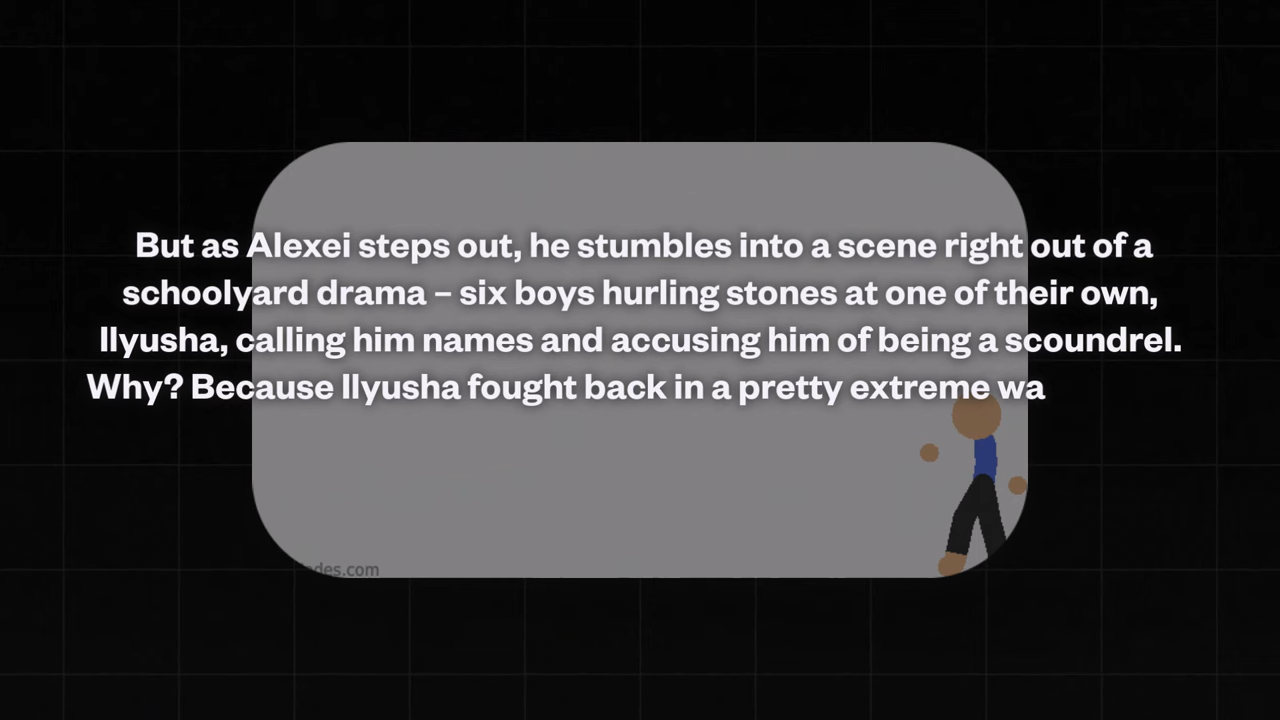 But as Alexei steps out, he stumbles into a scene right out of a
schoolyard drama – six boys hurling stones at one of their own,
Ilyusha, calling him names and accusing him of being a scoundrel.
Why? Because Ilyusha fought back in a pretty extreme wa
des.com